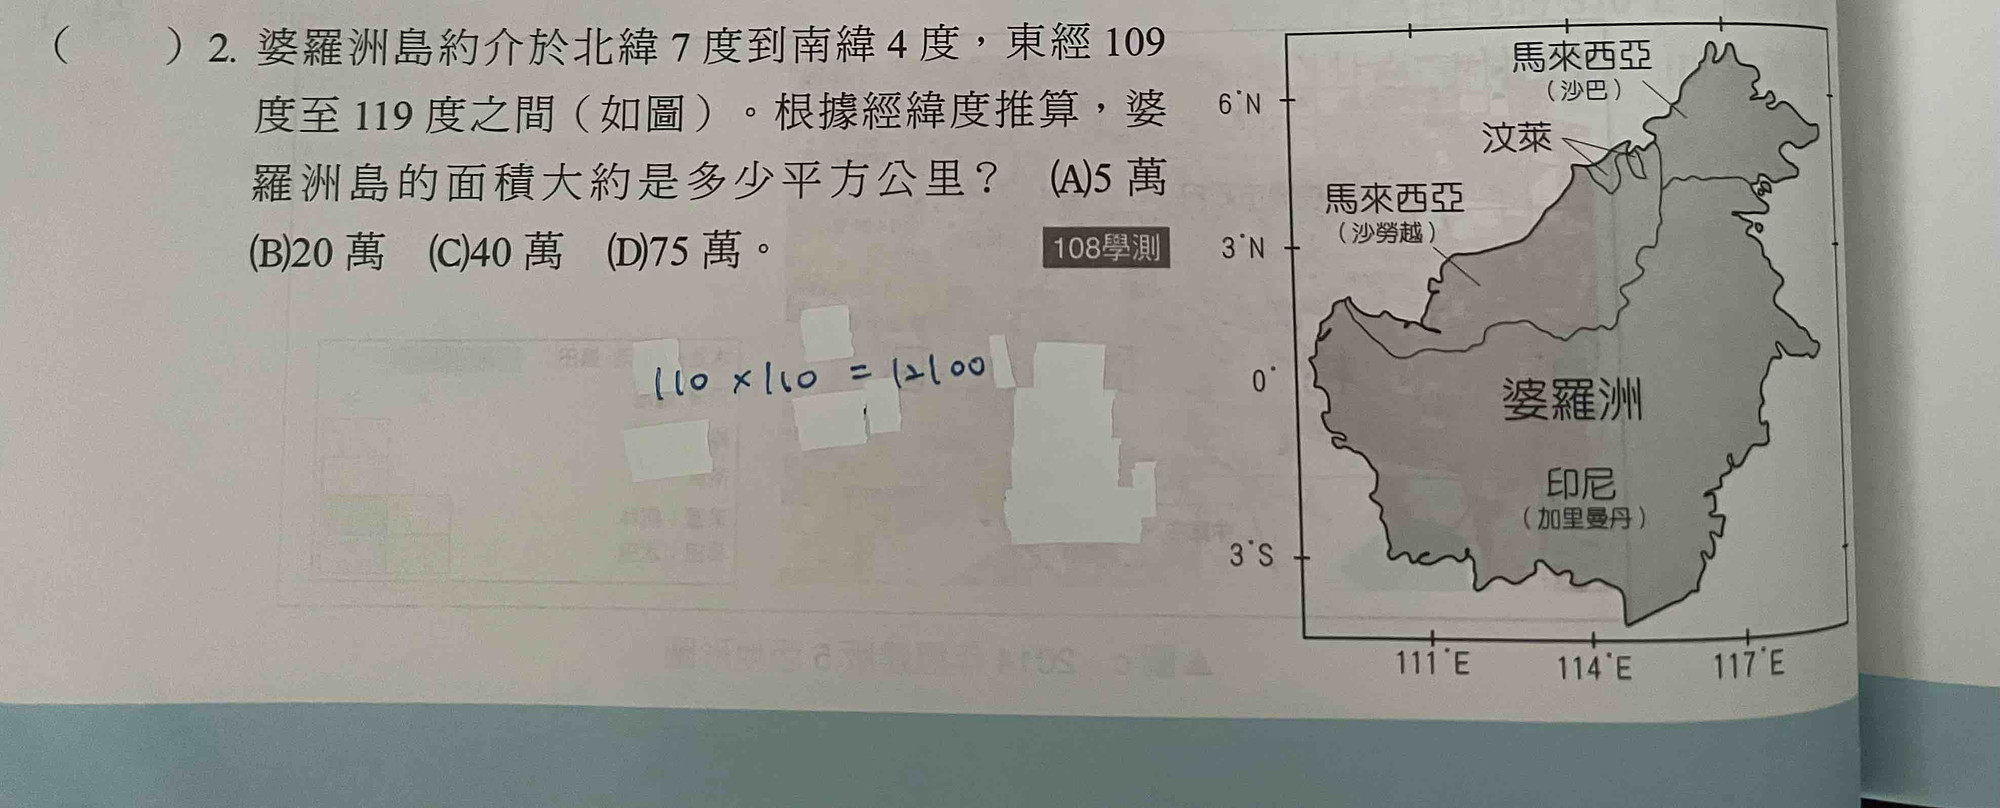 （　　）2. 婆羅洲島約介於北緯 7 度到南緯 4 度，東經 109
度至 119 度之間（如圖）。根據經緯度推算，婆
羅洲島的面積大約是多少平方公里？ (A)5 萬
(B)20 萬 (C)40 萬 (D)75 萬。 108學測
110 × 110 = 12100
馬來西亞
（沙巴）
6°N
汶萊
馬來西亞
（沙勞越）
3°N
0°
婆羅洲
印尼
（加里曼丹）
3°S
111°E 114°E 117°E